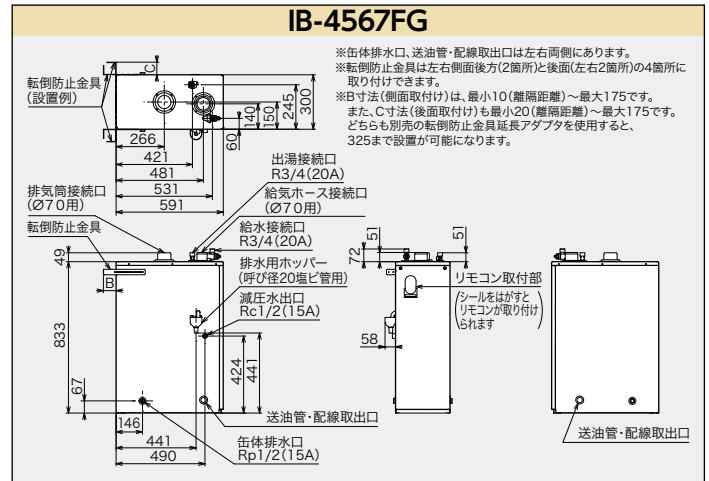 IB-4567FG
※缶体排水口、送油管・配線取出口は左右両側にあります。
※転倒防止金具は左右側面後方(2箇所)と後面(左右2箇所)の4箇所に
取り付けできます。
※B寸法(側面取付け)は、最小10(離隔距離)～最大175です。
また、C寸法(後面取付け)も最小20(離隔距離)～最大175です。
どちらも別売の転倒防止金具延長アダプタを使用すると、
325まで設置が可能になります。
転倒防止金具
(設置例)
C
140
150
245
300
60
266
421
481
531
591
出湯接続口
R3/4(20A)
排気筒接続口
(Ø70用)
給気ホース接続口
(Ø70用)
転倒防止金具
給水接続口
R3/4(20A)
排水用ホッパー
(呼び径20塩ビ管用)
減圧水出口
Rc1/2(15A)
49
51
B
833
67
424
441
146
441
490
送油管・配線取出口
缶体排水口
Rp1/2(15A)
72
51
51
58
リモコン取付部
(シールをはがすと
リモコンが取り付け
られます)
送油管・配線取出口